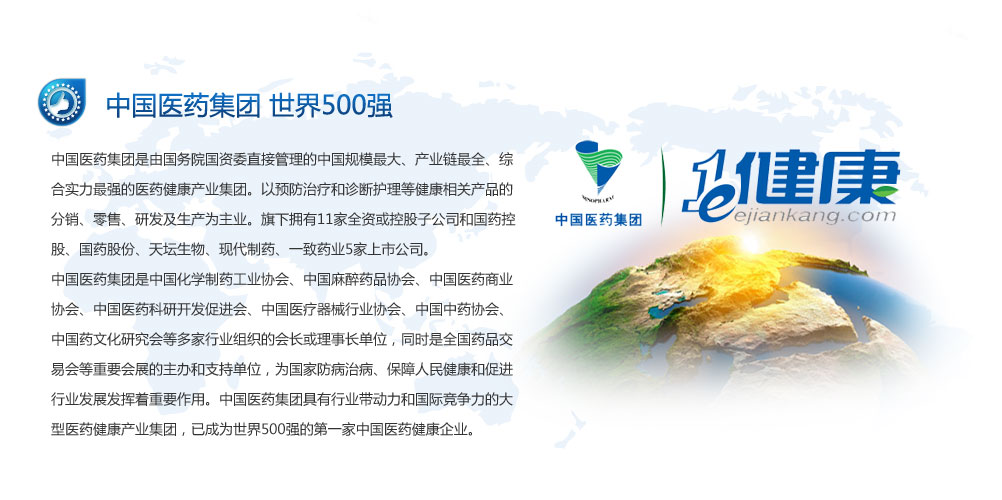 中国医药集团 世界500强
中国医药集团是由国务院国资委直接管理的中国规模最大、产业链最全、综
合实力最强的医药健康产业集团。以预防治疗和诊断护理等健康相关产品的
分销、零售、研发及生产为主业。旗下拥有11家全资或控股子公司和国药控
股、国药股份、天坛生物、现代制药、一致药业5家上市公司。
中国医药集团是中国化学制药工业协会、中国麻醉药品协会、中国医药商业
协会、中国医药科研开发促进会、中国医疗器械行业协会、中国中药协会、
中国药文化研究会等多家行业组织的会长或理事长单位，同时是全国药品交
易会等重要会展的主办和支持单位，为国家防病治病、保障人民健康和促进
行业发展发挥着重要作用。中国医药集团具有行业带动力和国际竞争力的大
型医药健康产业集团，已成为世界500强的第一家中国医药健康企业。
SINOPHARM
中国医药集团
1e健康
ejiankang.com